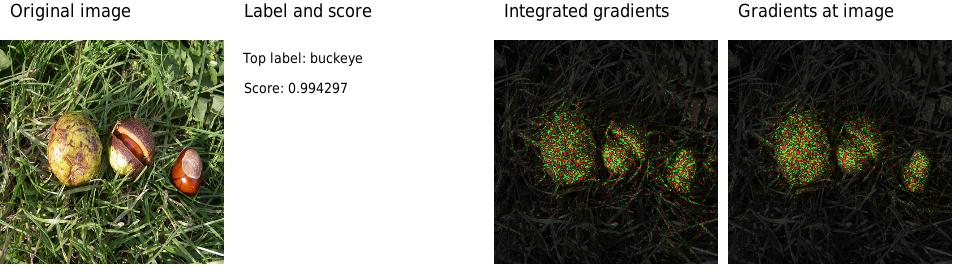 Original image
Label and score
Integrated gradients
Gradients at image
Top label: buckeye
Score: 0.994297